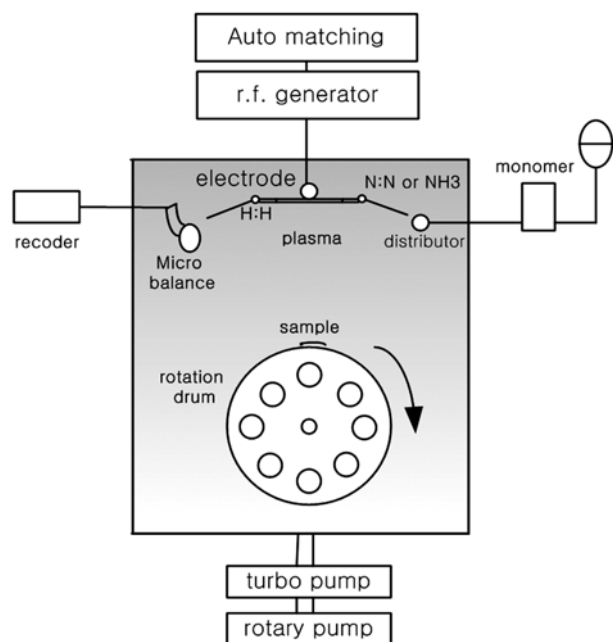 Auto matching
r.f. generator
electrode
N:N or NH3
monomer
H:H
plasma
distributor
recoder
Micro
balance
sample
rotation
drum
turbo pump
rotary pump